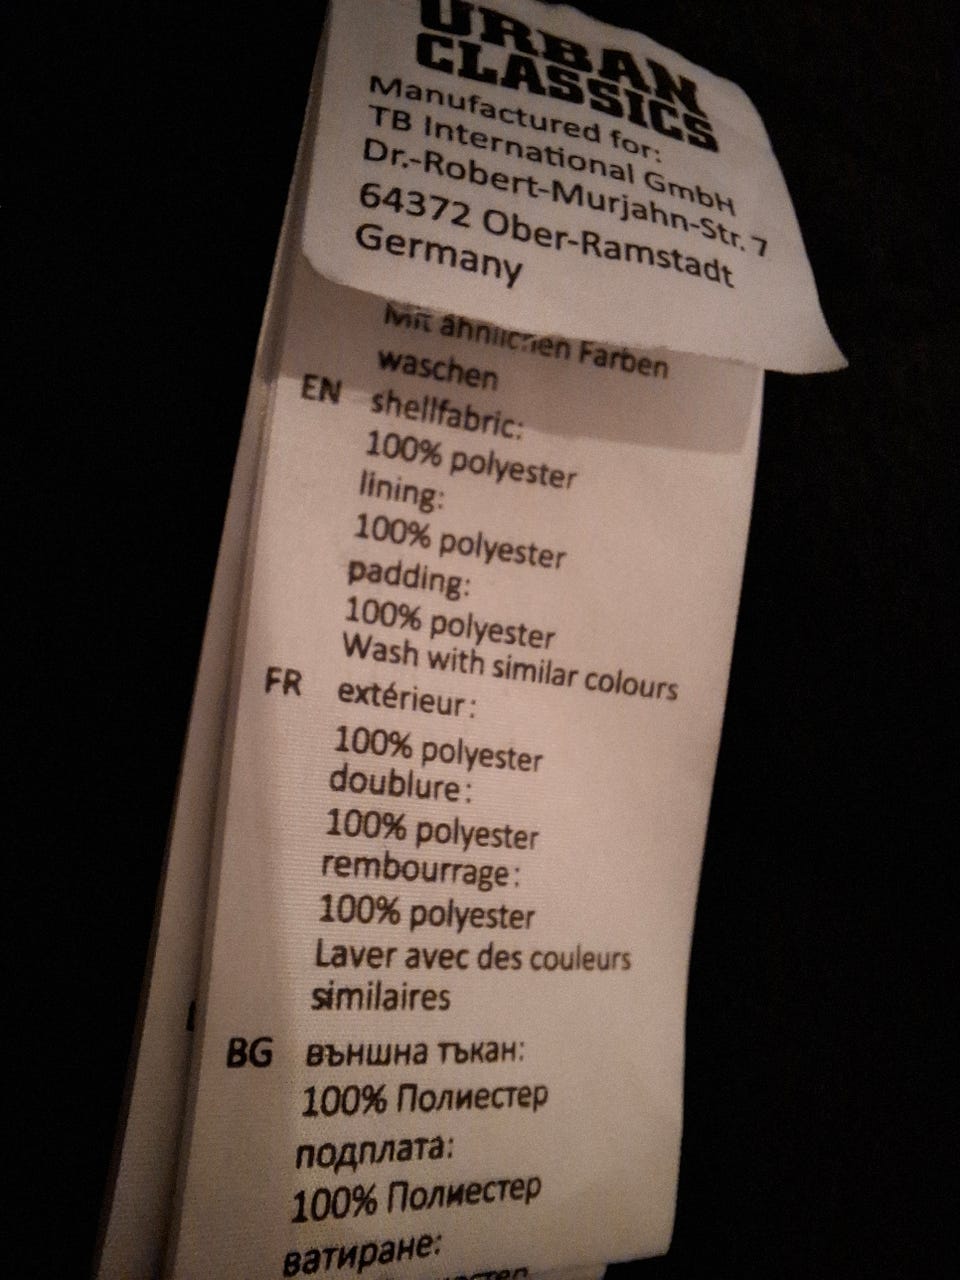 URBAN
CLASSICS
Manufactured for:
TB International GmbH
Dr.-Robert-Murjahn-Str. 7
64372 Ober-Ramstadt
Germany
Mit ähnlichen Farben
waschen
EN shellfabric:
100% polyester
lining:
100% polyester
padding:
100% polyester
Wash with similar colours
FR extérieur:
100% polyester
doublure:
100% polyester
rembourrage:
100% polyester
Laver avec des couleurs
similaires
BG външна тъкан:
100% Полиестер
подплата:
100% Полиестер
ватиране: